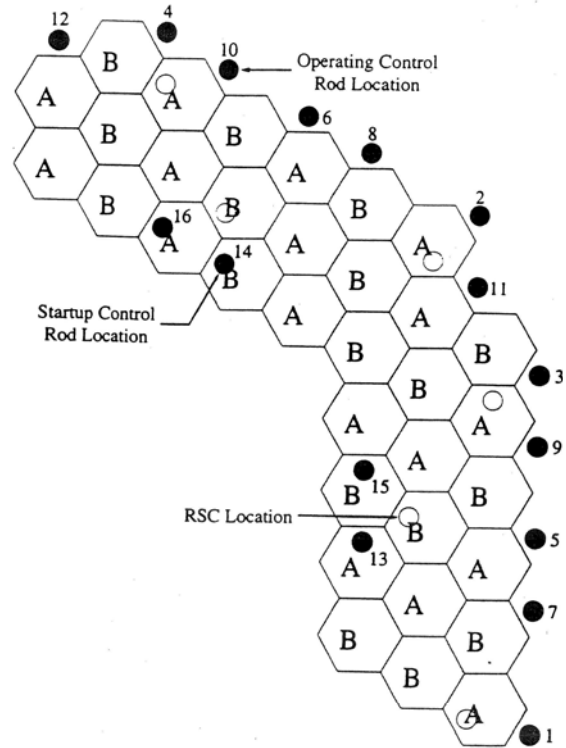 12 4
10
B
Operating Control
Rod Location
A A
6
B B 8
A A A
2
B B B
16
A 14 A A
B B 11
Startup Control
Rod Location
A A
B B
3
B
A A
9
A
B 15 B
RSC Location
B
5
13
A A
A 7
B B
B
A
1